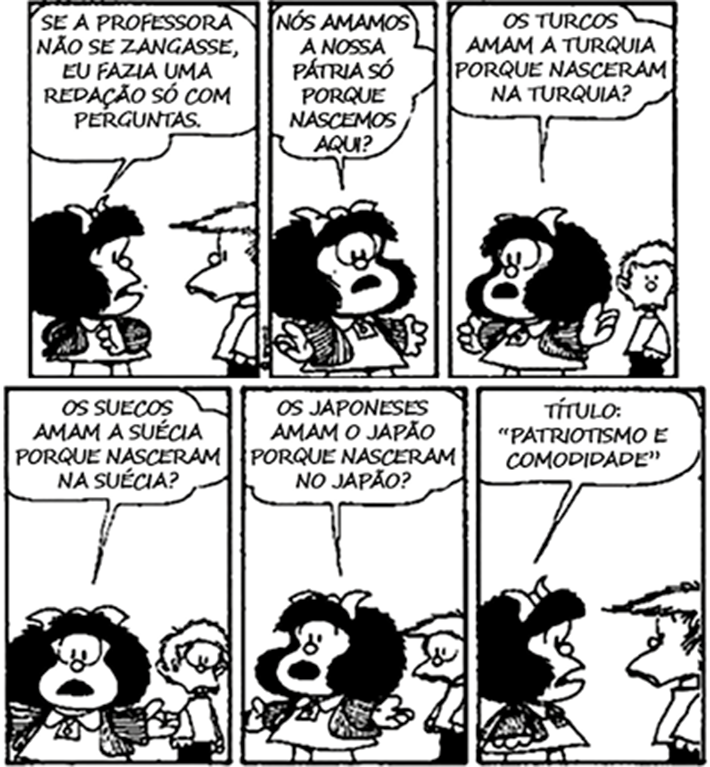 SE A PROFESSORA
NÃO SE ZANGASSE,
EU FAZIA UMA
REDAÇÃO SÓ COM
PERGUNTAS.
NÓS AMAMOS
A NOSSA
PÁTRIA SÓ
PORQUE
NASCEMOS
AQUI?
OS TURCOS
AMAM A TURQUIA
PORQUE NASCERAM
NA TURQUIA?
OS SUECOS
AMAM A SUÉCIA
PORQUE NASCERAM
NA SUÉCIA?
OS JAPONESES
AMAM O JAPÃO
PORQUE NASCERAM
NO JAPÃO?
TÍTULO:
“PATRIOTISMO E
COMODIDADE”